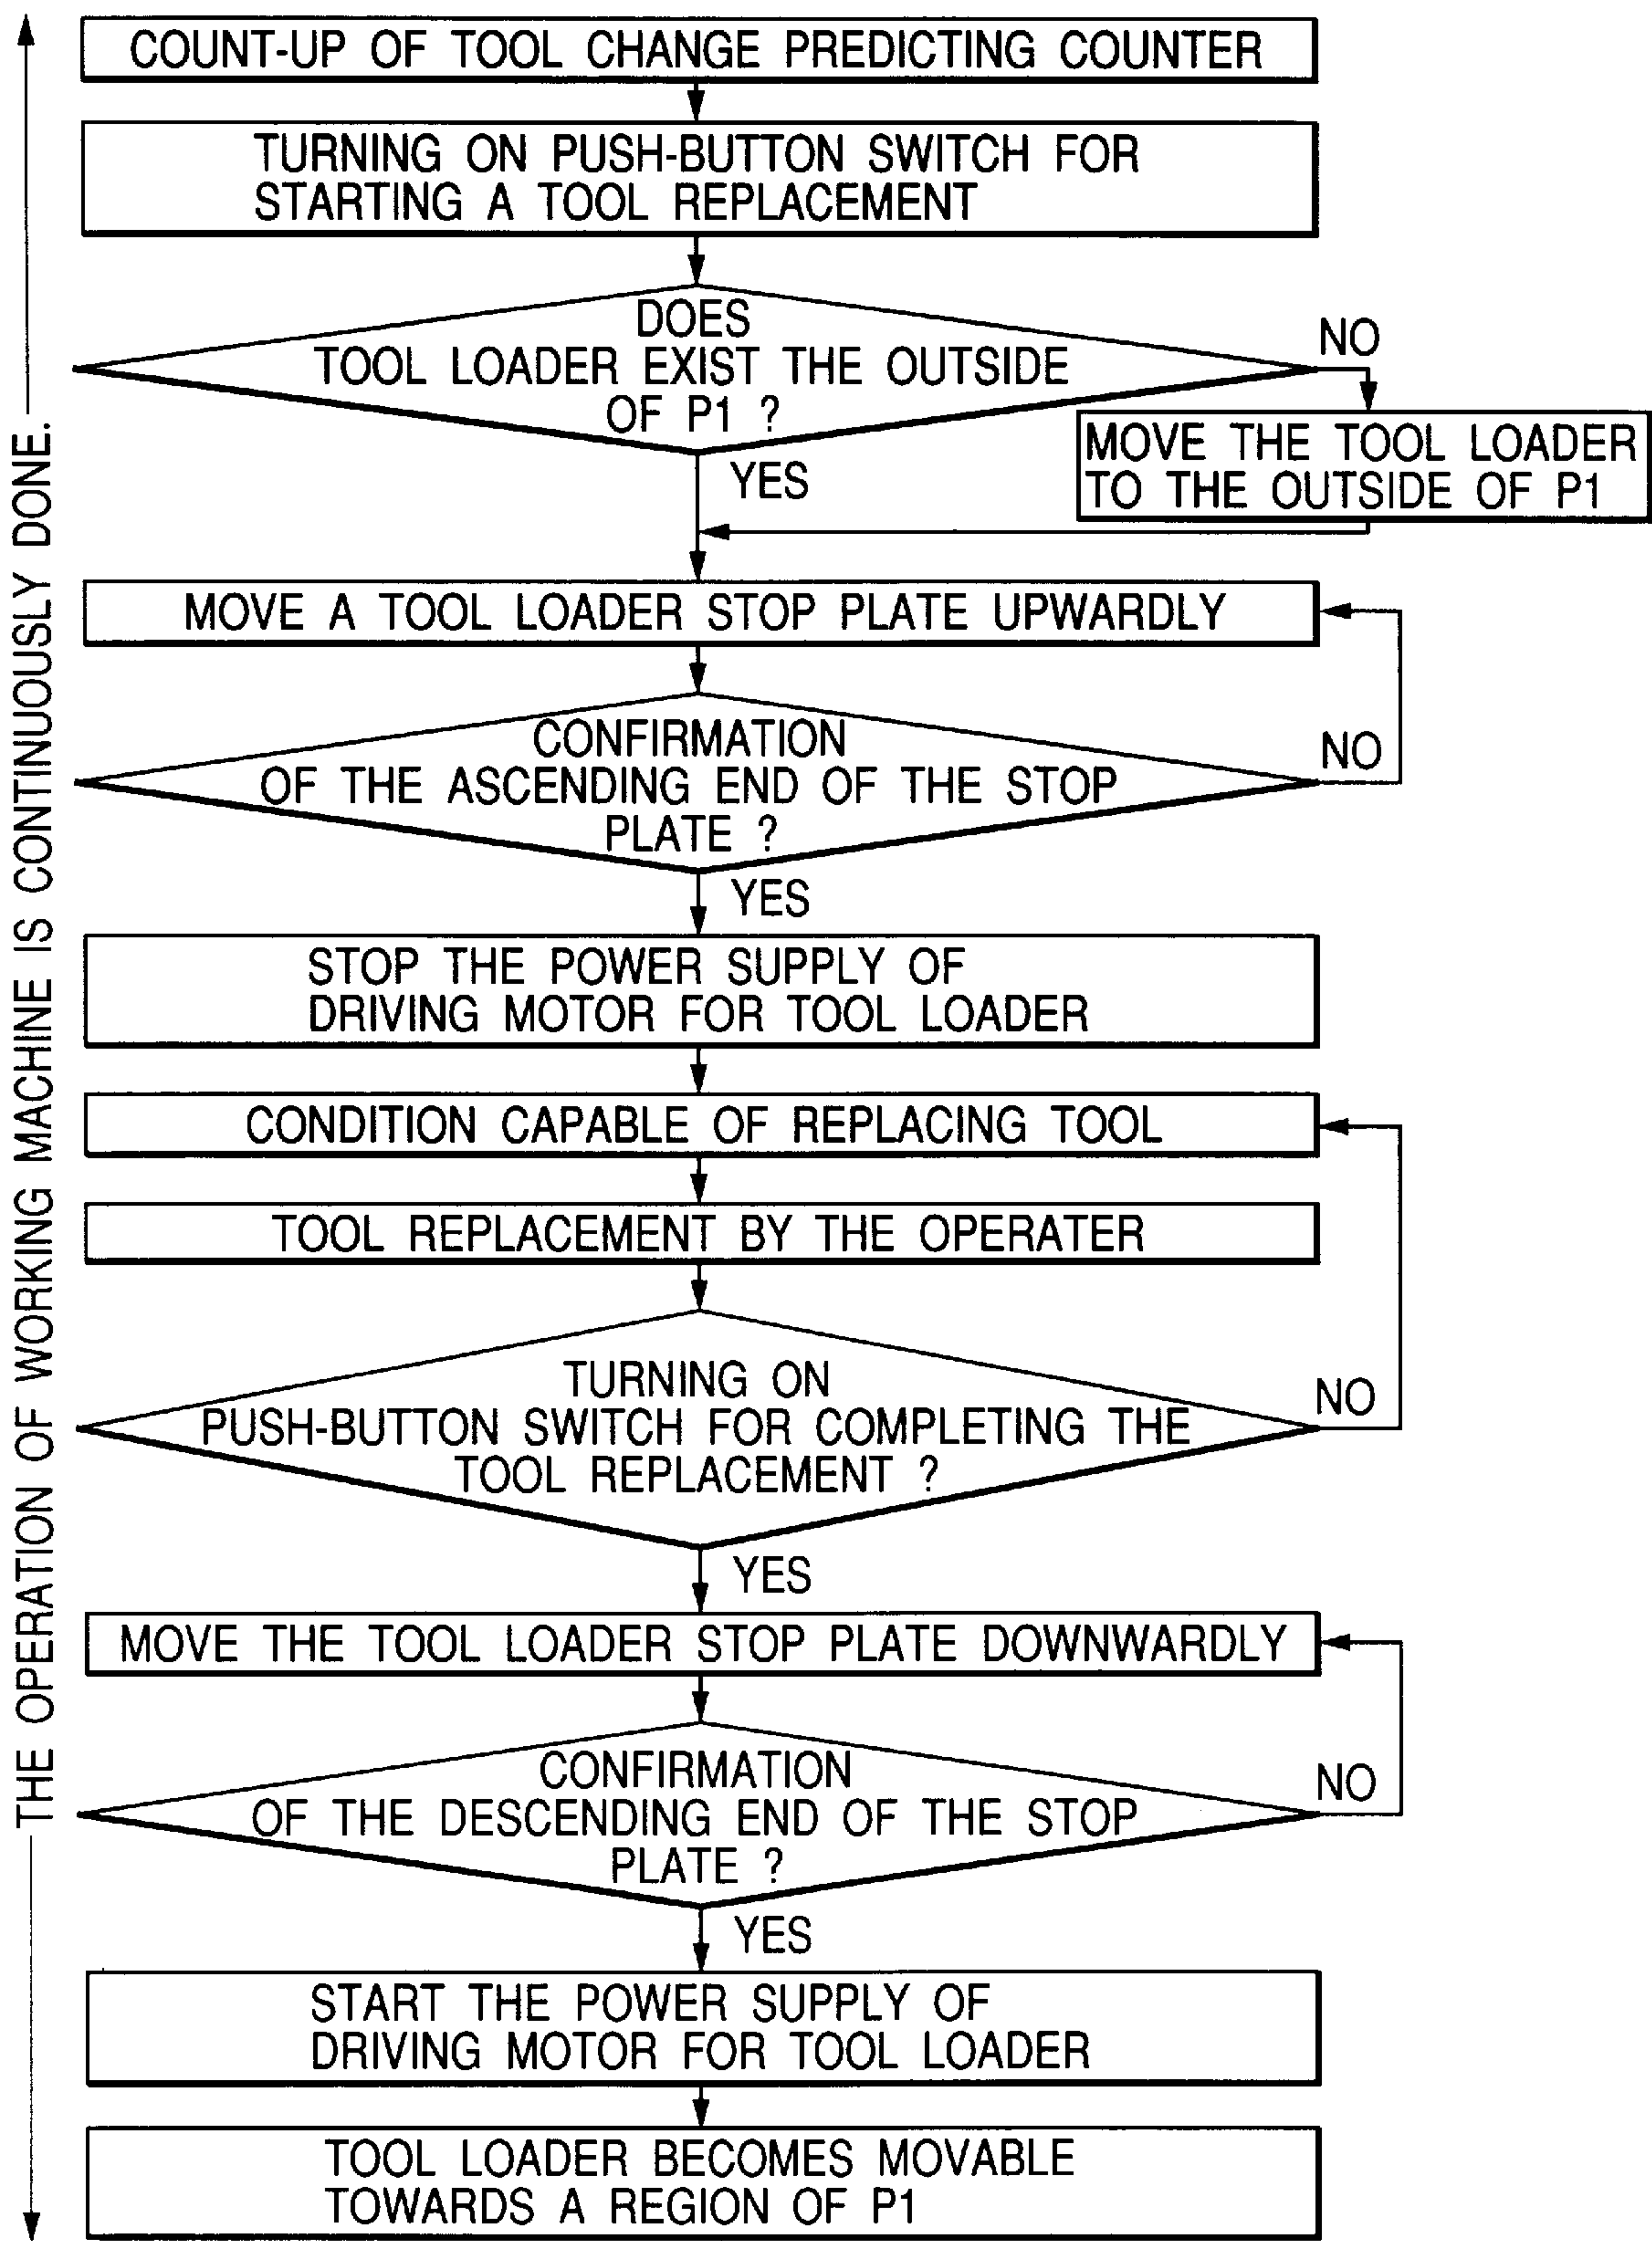 COUNT-UP OF TOOL CHANGE PREDICTING COUNTER
TURNING ON PUSH-BUTTON SWITCH FOR
STARTING A TOOL REPLACEMENT
DOES
TOOL LOADER EXIST THE OUTSIDE
OF P1 ?
NO
MOVE THE TOOL LOADER
TO THE OUTSIDE OF P1
YES
MOVE A TOOL LOADER STOP PLATE UPWARDLY
CONFIRMATION
OF THE ASCENDING END OF THE STOP
PLATE ?
NO
YES
STOP THE POWER SUPPLY OF
DRIVING MOTOR FOR TOOL LOADER
CONDITION CAPABLE OF REPLACING TOOL
TOOL REPLACEMENT BY THE OPERATER
TURNING ON
PUSH-BUTTON SWITCH FOR COMPLETING THE
TOOL REPLACEMENT ?
NO
YES
MOVE THE TOOL LOADER STOP PLATE DOWNWARDLY
CONFIRMATION
OF THE DESCENDING END OF THE STOP
PLATE ?
NO
YES
START THE POWER SUPPLY OF
DRIVING MOTOR FOR TOOL LOADER
TOOL LOADER BECOMES MOVABLE
TOWARDS A REGION OF P1
THE OPERATION OF WORKING MACHINE IS CONTINUOUSLY DONE.